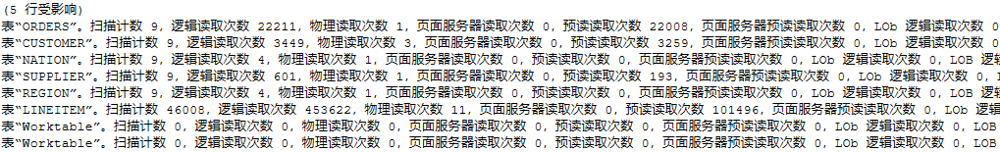 (5 行受影响)
表“ORDERS”。扫描计数 9, 逻辑读取次数 22211, 物理读取次数 1, 页面服务器读取次数 0, 预读读取次数 22008, 页面服务器预读读取次数 0, LOb 逻辑读取次数 0
表“CUSTOMER”。扫描计数 9, 逻辑读取次数 3449, 物理读取次数 3, 页面服务器读取次数 0, 预读读取次数 3259, 页面服务器预读读取次数 0, LOb 逻辑读取次数 0,
表“NATION”。扫描计数 9, 逻辑读取次数 4, 物理读取次数 1, 页面服务器读取次数 0, 预读读取次数 0, 页面服务器预读读取次数 0, LOb 逻辑读取次数 0, LOB 逻辑
表“SUPPLIER”。扫描计数 9, 逻辑读取次数 601, 物理读取次数 1, 页面服务器读取次数 0, 预读读取次数 193, 页面服务器预读读取次数 0, LOb 逻辑读取次数 0,
表“REGION”。扫描计数 9, 逻辑读取次数 4, 物理读取次数 1, 页面服务器读取次数 0, 预读读取次数 0, 页面服务器预读读取次数 0, LOb 逻辑读取次数 0, LOB
表“LINEITEM”。扫描计数 46008, 逻辑读取次数 453622, 物理读取次数 11, 页面服务器读取次数 0, 预读读取次数 101496, 页面服务器预读读取次数 0, LOb 逻辑
表“Worktable”。扫描计数 0, 逻辑读取次数 0, 物理读取次数 0, 页面服务器读取次数 0, 预读读取次数 0, 页面服务器预读读取次数 0, LOb 逻辑读取次数 0, LOB
表“Worktable”。扫描计数 0, 逻辑读取次数 0, 物理读取次数 0, 页面服务器读取次数 0, 预读读取次数 0, 页面服务器预读读取次数 0, LOb 逻辑读取次数 0, LOB